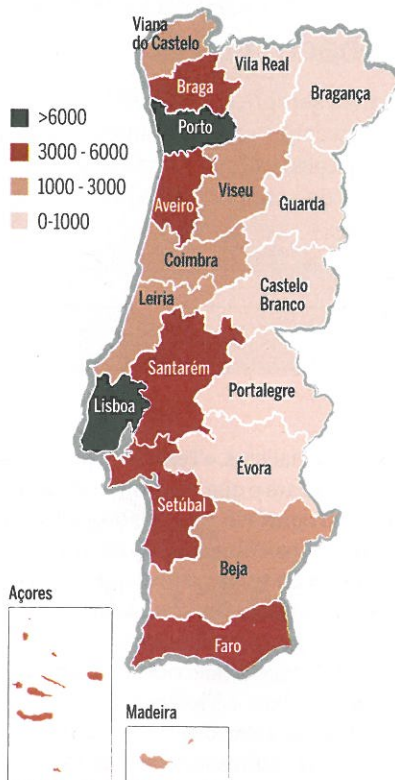 Viana
do Castelo
Vila Real
Braga
Bragança
>6000
Porto
3000 - 6000
1000 - 3000
Viseu
Aveiro
Guarda
0-1000
Coimbra
Castelo
Branco
Leiria
Santarém
Portalegre
Lisboa
Évora
Setúbal
Beja
Açores
Faro
Madeira